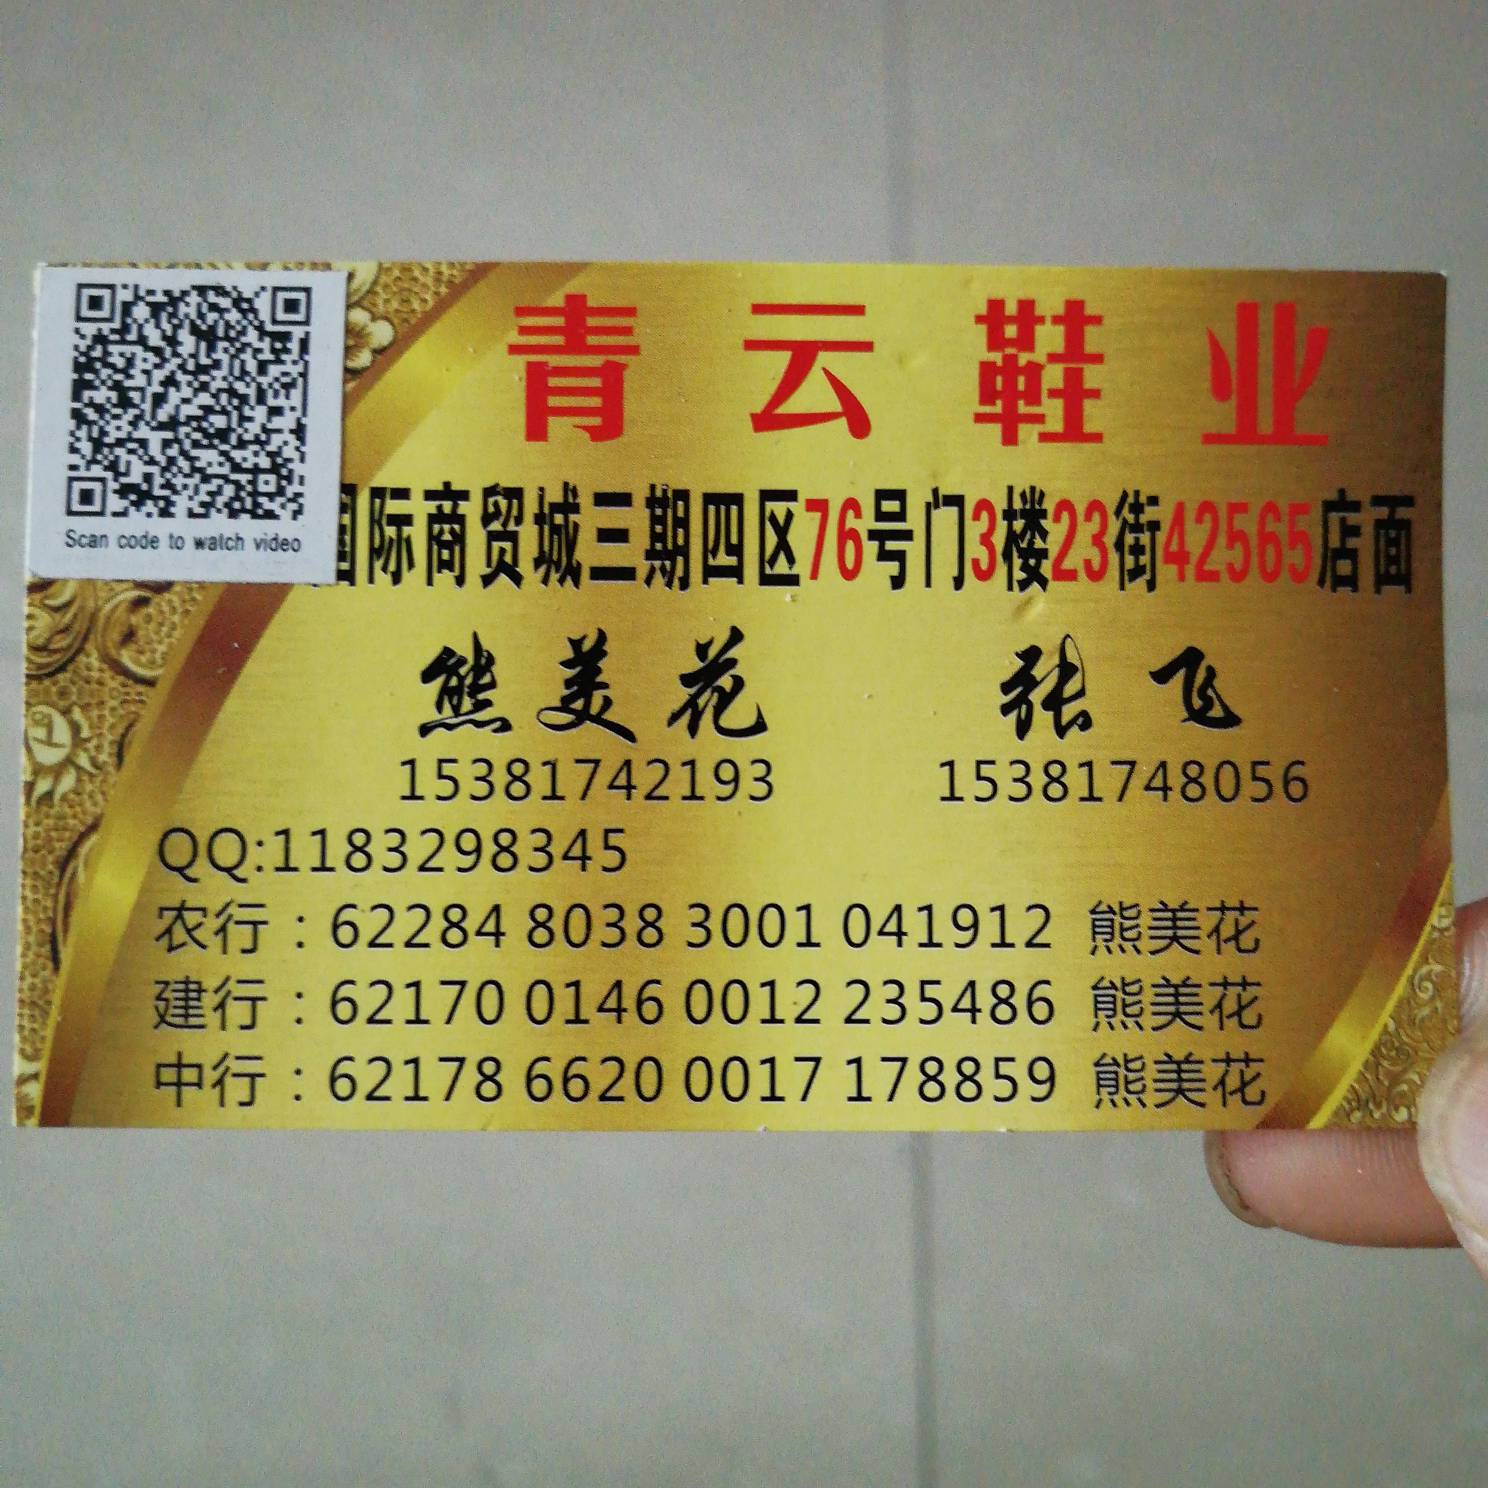 青云鞋业
国际商贸城三期四区76号门3楼23街42565店面
熊美花 张飞
15381742193 15381748056
QQ:1183298345
农行：62284 8038 3001 041912 熊美花
建行：62170 0146 0012 235486 熊美花
中行：62178 6620 0017 178859 熊美花
Scan code to watch video